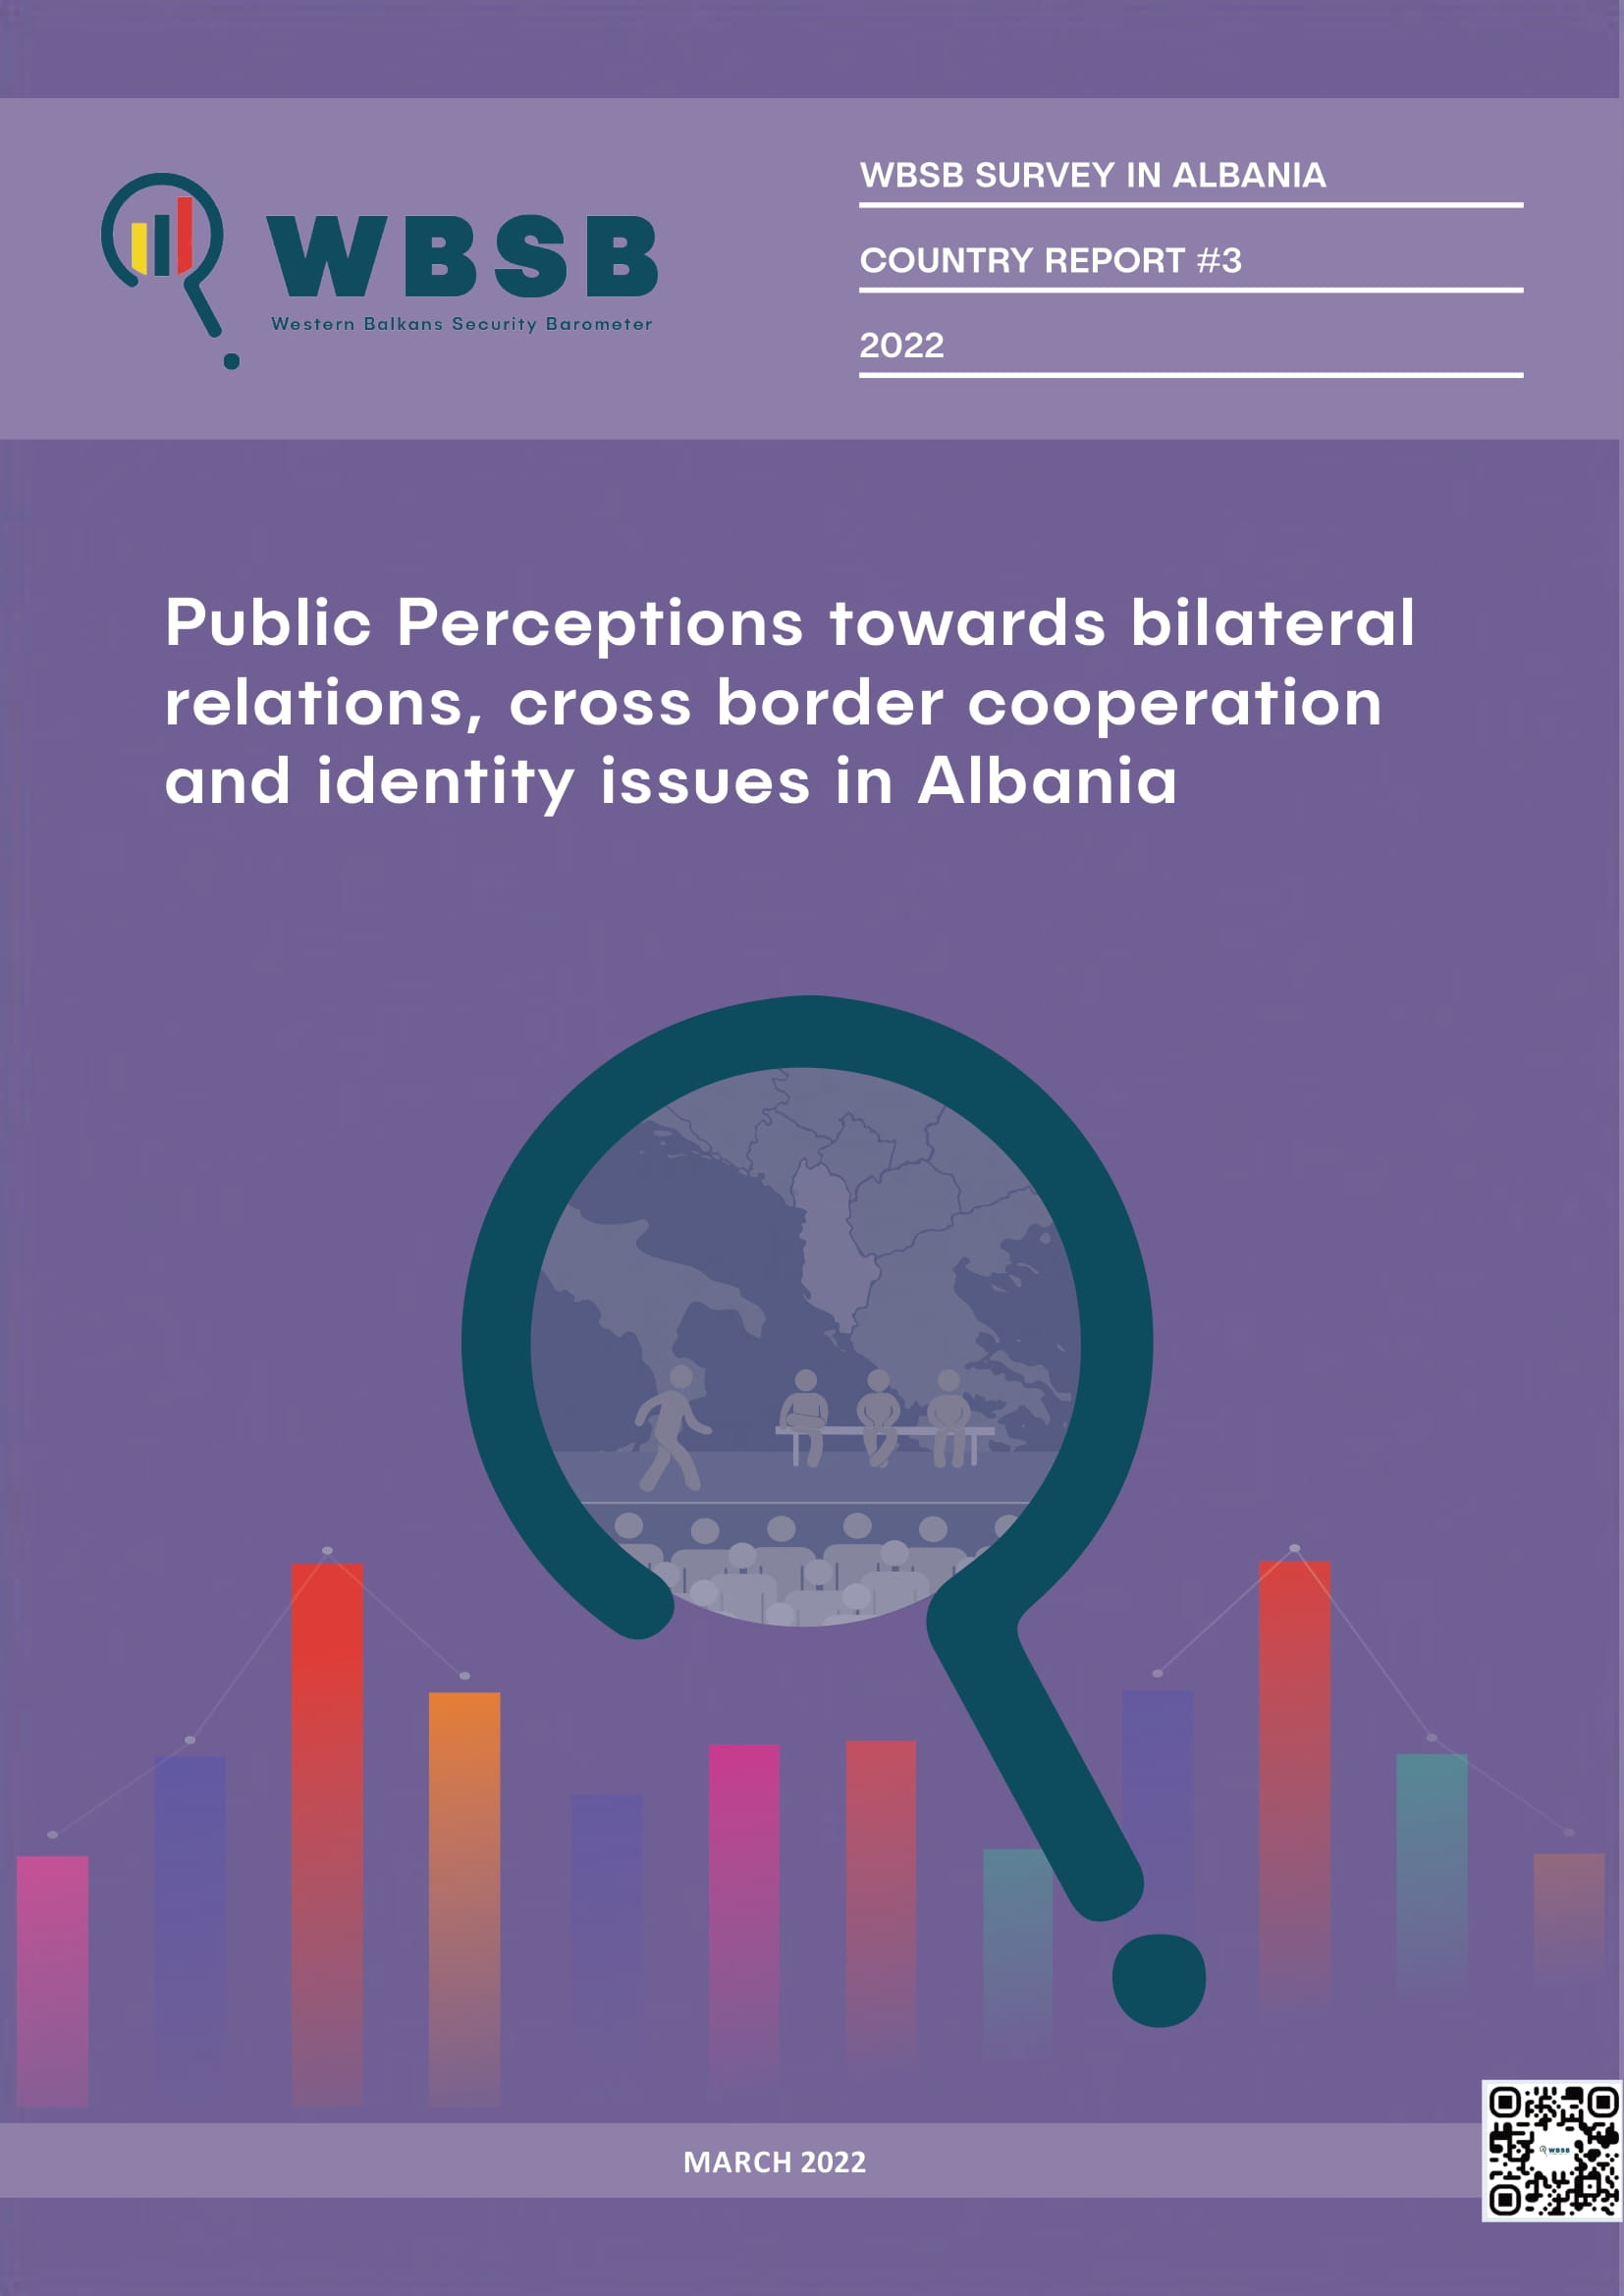 WBSB
Western Balkans Security Barometer
WBSB SURVEY IN ALBANIA
COUNTRY REPORT #3
2022
Public Perceptions towards bilateral
relations, cross border cooperation
and identity issues in Albania
MARCH 2022
WBSB